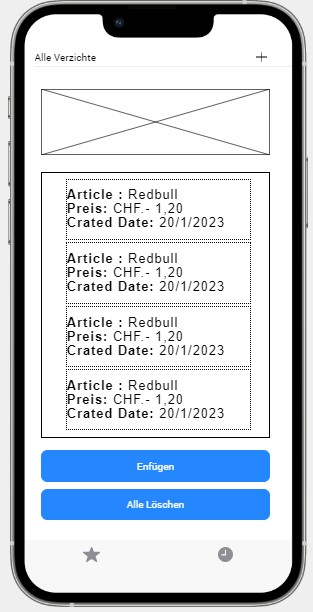 Alle Verzichte
Article : Redbull
Preis: CHF.- 1,20
Crated Date: 20/1/2023
Article : Redbull
Preis: CHF.- 1,20
Crated Date: 20/1/2023
Article : Redbull
Preis: CHF.- 1,20
Crated Date: 20/1/2023
Article : Redbull
Preis: CHF.- 1,20
Crated Date: 20/1/2023
Enfügen
Alle Löschen